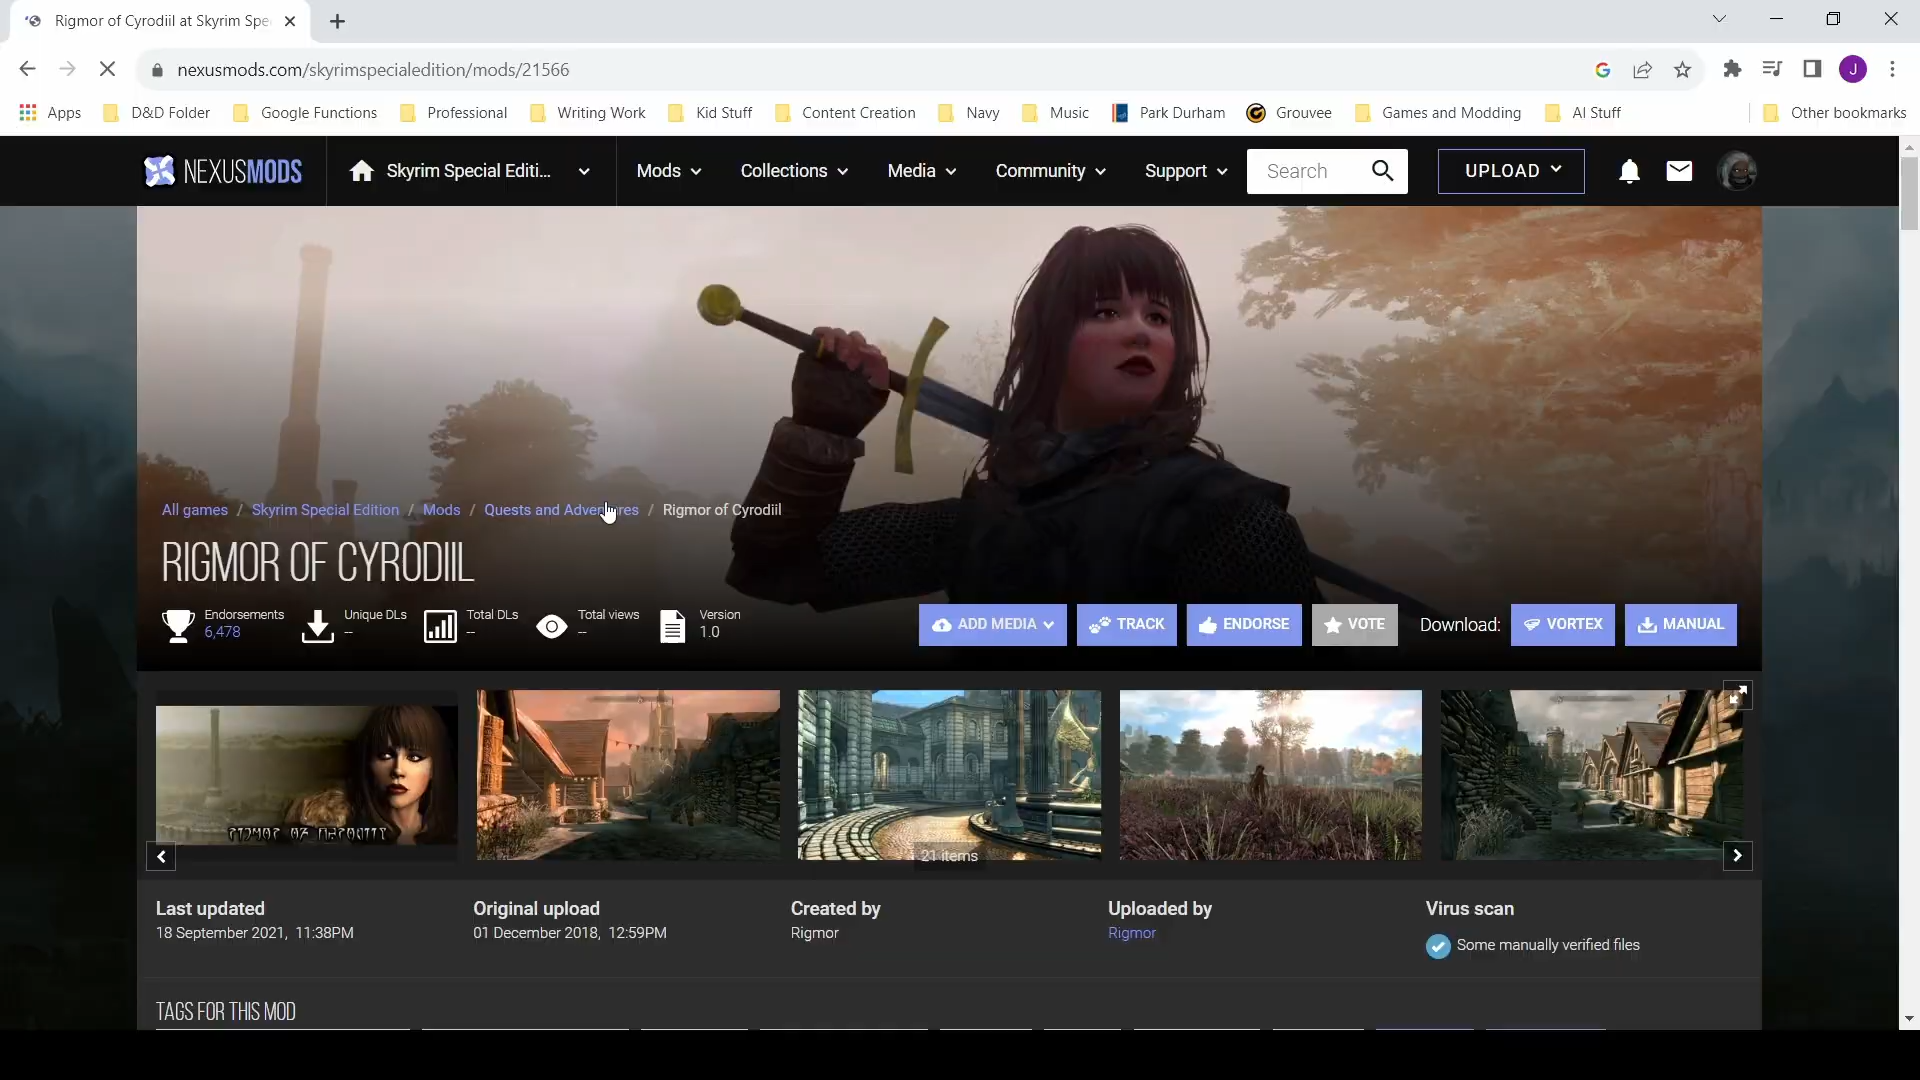 Rigmor of Cyrodiil at Skyrim Spe
nexusmods.com/skyrimspecialedition/mods/21566
J
Apps D&D Folder Google Functions Professional Writing Work Kid Stuff Content Creation Navy Music Park Durham Grouvee Games and Modding AI Stuff Other bookmarks
NEXUSMODS Skyrim Special Editi... Mods Collections Media Community Support Search UPLOAD
All games / Skyrim Special Edition / Mods / Quests and Adventures / Rigmor of Cyrodiil
RIGMOR OF CYRODIIL
Endorsements Unique DLs Total DLs Total views Version
6,478 -- -- -- 1.0
ADD MEDIA TRACK ENDORSE VOTE Download: VORTEX MANUAL
21 items
Last updated Original upload Created by Uploaded by Virus scan
18 September 2021, 11:38PM 01 December 2018, 12:59PM Rigmor Rigmor Some manually verified files
TAGS FOR THIS MOD